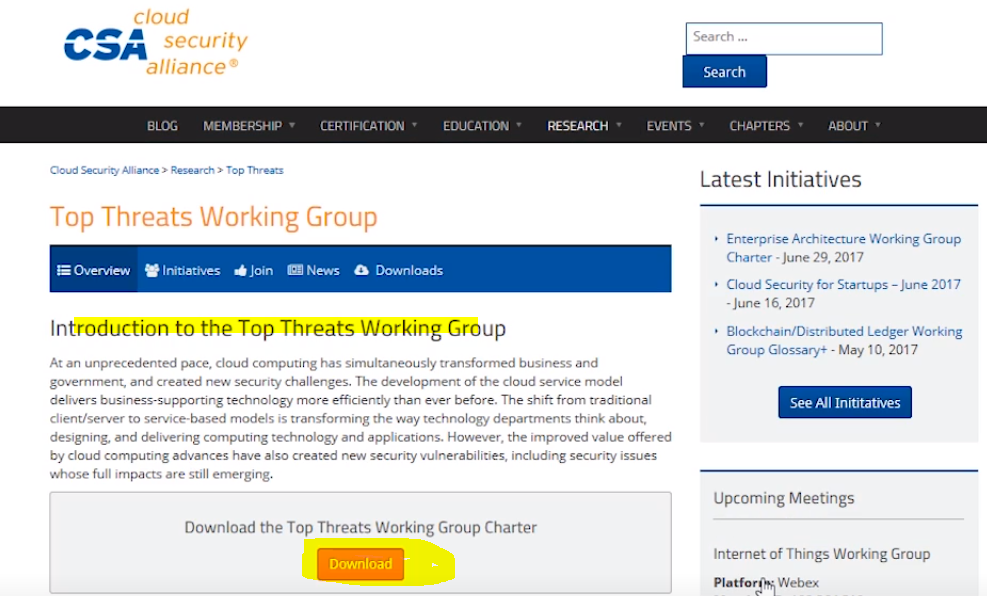 cloud
CSA security
alliance®
Search ...
Search
BLOG MEMBERSHIP CERTIFICATION EDUCATION RESEARCH EVENTS CHAPTERS ABOUT
Cloud Security Alliance > Research > Top Threats
Top Threats Working Group
Overview Initiatives Join News Downloads
Introduction to the Top Threats Working Group
At an unprecedented pace, cloud computing has simultaneously transformed business and
government, and created new security challenges. The development of the cloud service model
delivers business-supporting technology more efficiently than ever before. The shift from traditional
client/server to service-based models is transforming the way technology departments think about,
designing, and delivering computing technology and applications. However, the improved value offered
by cloud computing advances have also created new security vulnerabilities, including security issues
whose full impacts are still emerging.
Download the Top Threats Working Group Charter
Download
Latest Initiatives
Enterprise Architecture Working Group
Charter - June 29, 2017
Cloud Security for Startups – June 2017
- June 16, 2017
Blockchain/Distributed Ledger Working
Group Glossary+ - May 10, 2017
See All Inititatives
Upcoming Meetings
Internet of Things Working Group
Platform: Webex